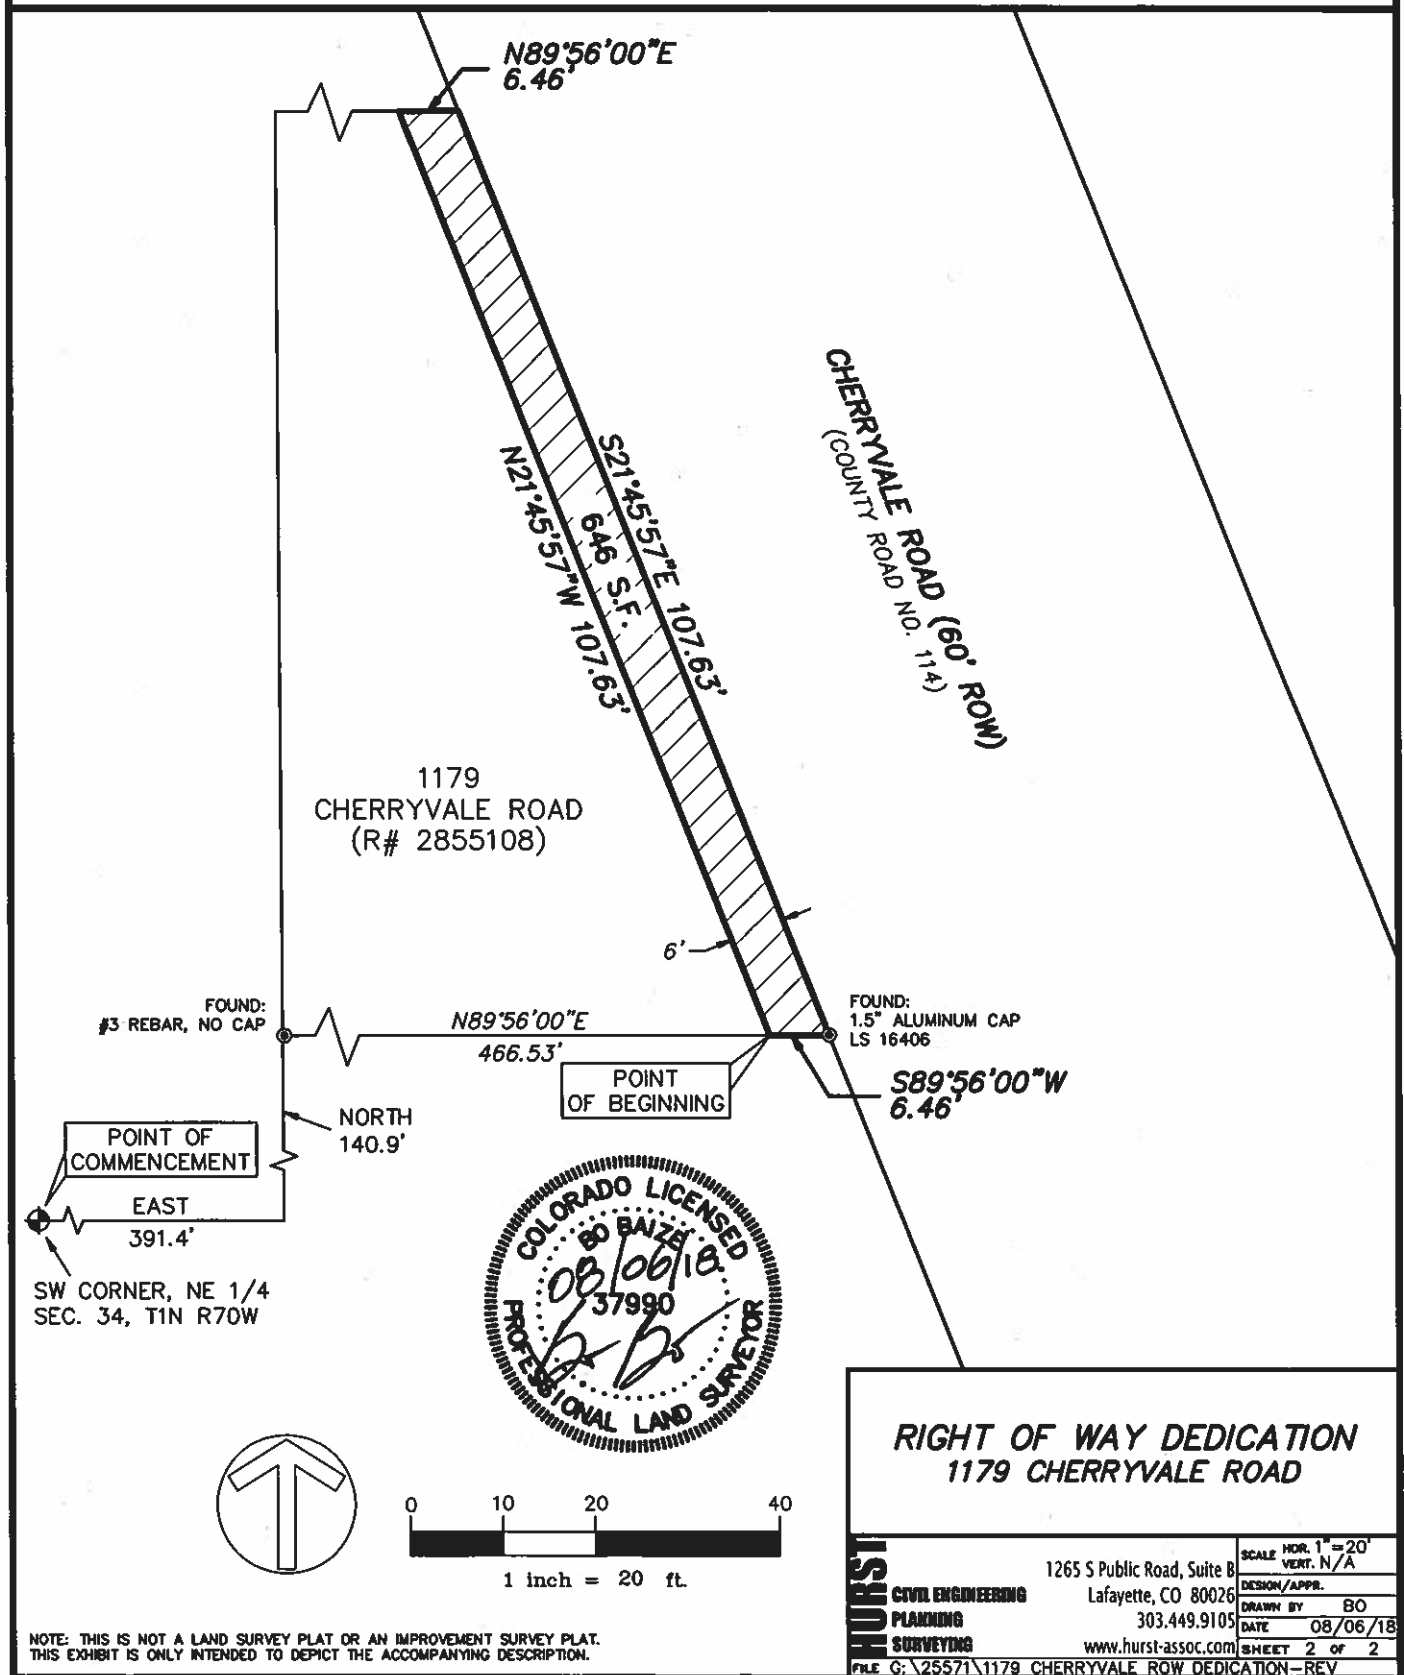 N89°56'00"E
6.46'
S21°45'57"E 107.63'
646 S.F.
N21°45'57"W 107.63'
CHERRYVALE ROAD (60' ROW)
(COUNTY ROAD NO. 114)
1179
CHERRYVALE ROAD
(R# 2855108)
6'
FOUND:
#3 REBAR, NO CAP
N89°56'00"E
466.53'
FOUND:
1.5" ALUMINUM CAP
LS 16406
POINT
OF BEGINNING
S89°56'00"W
6.46'
NORTH
140.9'
POINT OF
COMMENCEMENT
EAST
391.4'
SW CORNER, NE 1/4
SEC. 34, T1N R70W
COLORADO LICENSED
BO BAIZE
08/06/18
37990
PROFESSIONAL LAND SURVEYOR
0 10 20 40
1 inch = 20 ft.
NOTE: THIS IS NOT A LAND SURVEY PLAT OR AN IMPROVEMENT SURVEY PLAT.
THIS EXHIBIT IS ONLY INTENDED TO DEPICT THE ACCOMPANYING DESCRIPTION.
RIGHT OF WAY DEDICATION
1179 CHERRYVALE ROAD
HURST
CIVIL ENGINEERING
PLANNING
SURVEYING
1265 S Public Road, Suite B
Lafayette, CO 80026
303.449.9105
www.hurst-assoc.com
SCALE HOR. 1"=20'
VERT. N/A
DESIGN/APPR.
DRAWN BY BO
DATE 08/06/18
SHEET 2 OF 2
FILE G:\25571\1179 CHERRYVALE ROW DEDICATION-REV